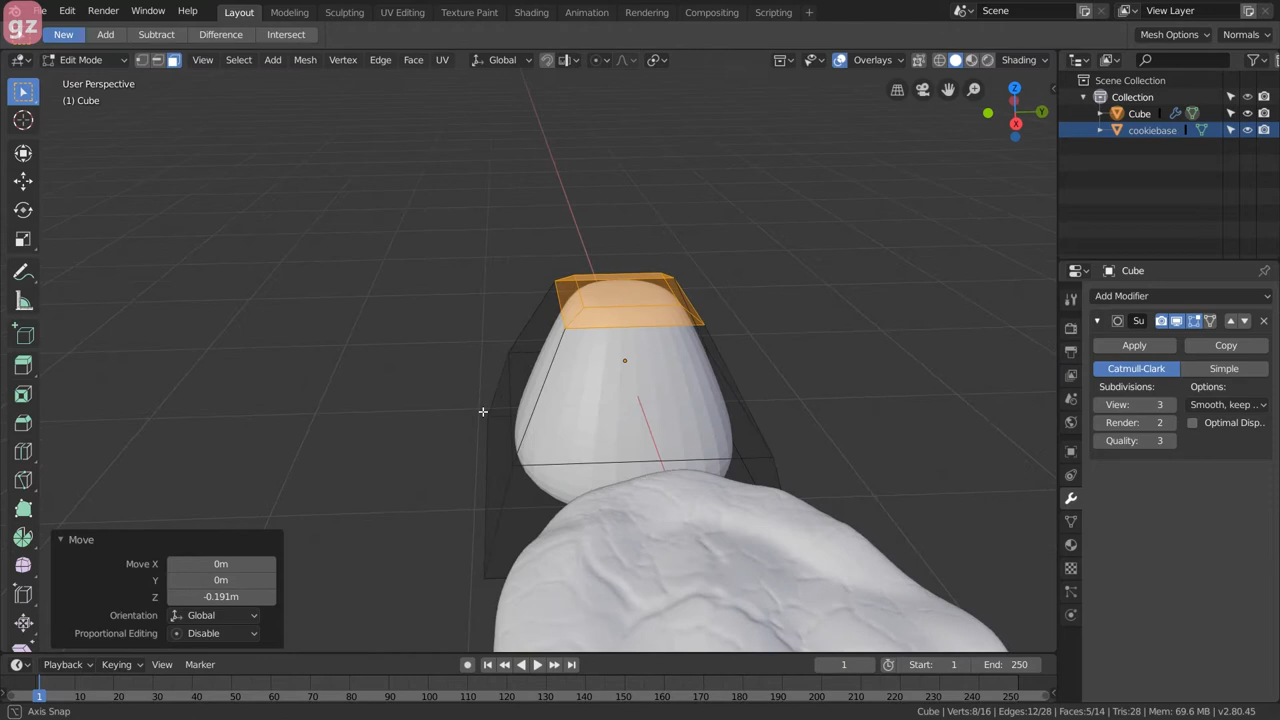 gz File Edit Render Window Help Layout Modeling Sculpting UV Editing Texture Paint Shading Animation Rendering Compositing Scripting + Scene View Layer
New Add Subtract Difference Intersect Mesh Options Normals
Edit Mode View Select Add Mesh Vertex Edge Face UV Global Overlays Shading
User Perspective
(1) Cube
Z
Y
X
Scene Collection
Collection
Cube
cookiebase
Cube
Add Modifier
Su
Apply Copy
Catmull-Clark Simple
Subdivisions: Options:
View: 3 Smooth, keep ..
Render: 2 Optimal Disp..
Quality: 3
Move
Move X 0m
Y 0m
Z -0.191m
Orientation Global
Proportional Editing Disable
Playback Keying View Marker 1 Start: 1 End: 250
1 10 20 30 40 50 60 70 80 90 100 110 120 130 140 150 160 170 180 190 200 210 220 230 240 250
Axis Snap Cube | Verts:8/16 | Edges:12/28 | Faces:5/14 | Tris:28 | Mem: 69.6 MB | v2.80.45